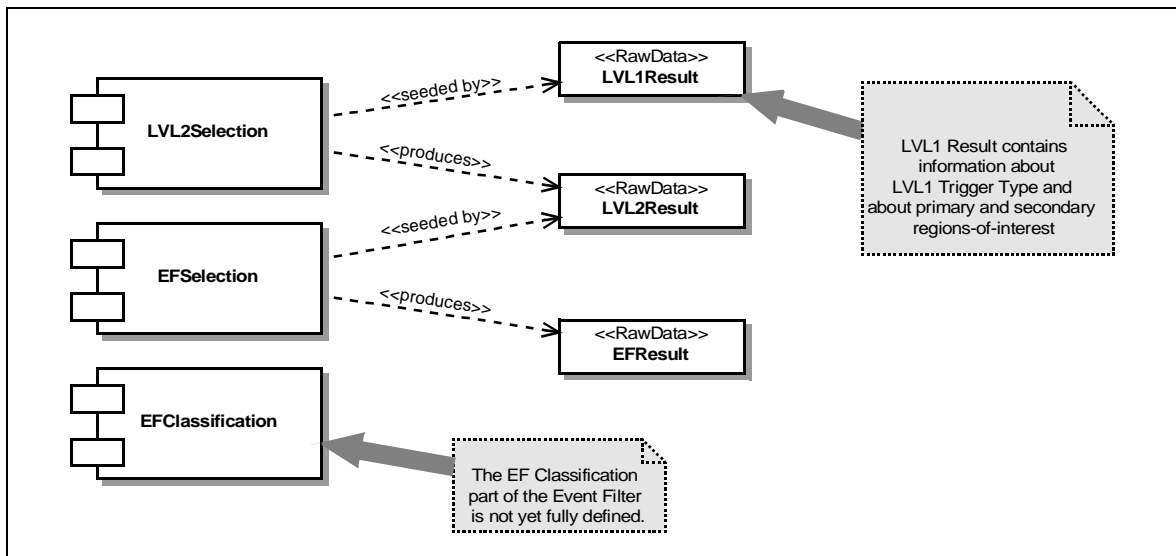 <<RawData>>
LVL1Result
<<seeded by>>
LVL2Selection
LVL1 Result contains
information about
LVL1 Trigger Type and
about primary and secondary
regions-of-interest
<<produces>>
<<RawData>>
LVL2Result
<<seeded by>>
EFSelection
<<produces>>
<<RawData>>
EFResult
EFClassification
The EF Classification
part of the Event Filter
is not yet fully defined.